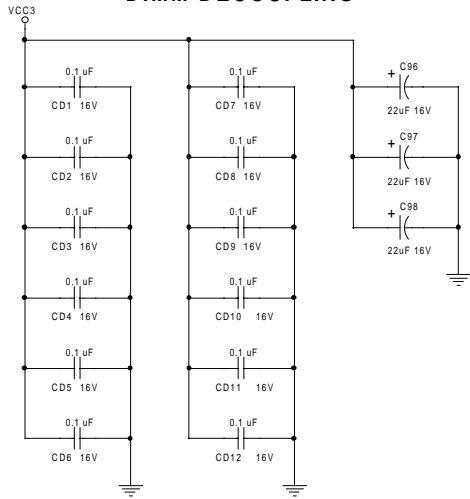 DIMM DECOUPLING
VCC3
0.1 uF
CD1 16V
0.1 uF
CD2 16V
0.1 uF
CD3 16V
0.1 uF
CD4 16V
0.1 uF
CD5 16V
0.1 uF
CD6 16V
0.1 uF
CD7 16V
0.1 uF
CD8 16V
0.1 uF
CD9 16V
0.1 uF
CD10 16V
0.1 uF
CD11 16V
0.1 uF
CD12 16V
+ C96
22uF 16V
+ C97
22uF 16V
+ C98
22uF 16V